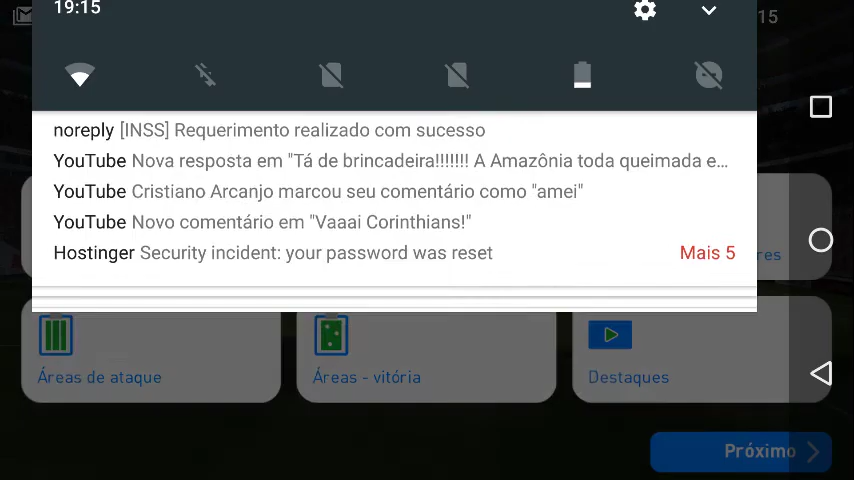 19:15
15
noreply [INSS] Requerimento realizado com sucesso
YouTube Nova resposta em "Tá de brincadeira!!!!!!! A Amazônia toda queimada e...
YouTube Cristiano Arcanjo marcou seu comentário como "amei"
YouTube Novo comentário em "Vaaai Corinthians!"
Hostinger Security incident: your password was reset
Mais 5
res
Áreas de ataque
Áreas - vitória
Destaques
Próximo